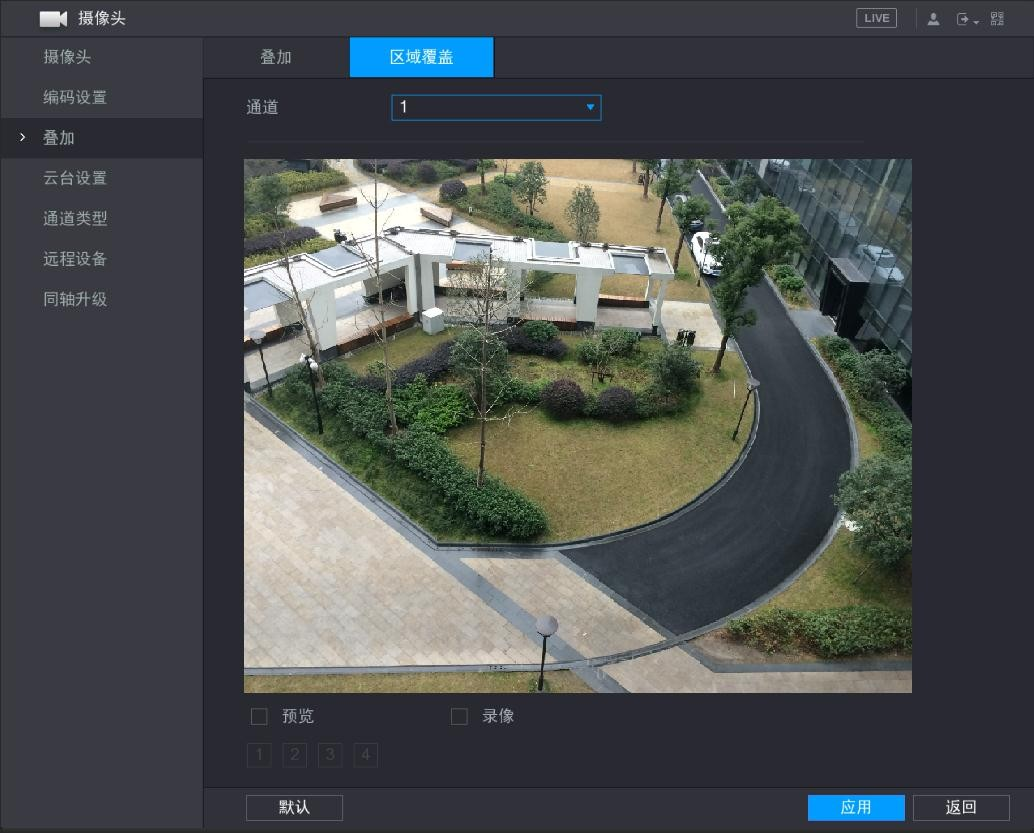 摄像头
LIVE
摄像头
编码设置
叠加
云台设置
通道类型
远程设备
同轴升级
叠加
区域覆盖
通道
1
预览
录像
1
2
3
4
默认
应用
返回